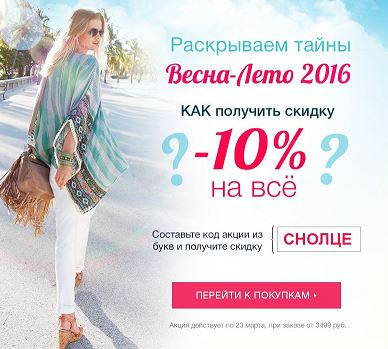 Раскрываем тайны
Весна-Лето 2016
КАК получить скидку
? -10% ?
на всё
Составьте код акции из
букв и получите скидку
СНОЛЦЕ
ПЕРЕЙТИ К ПОКУПКАМ ›
Акция действует по 23 марта, при заказе от 3499 руб.